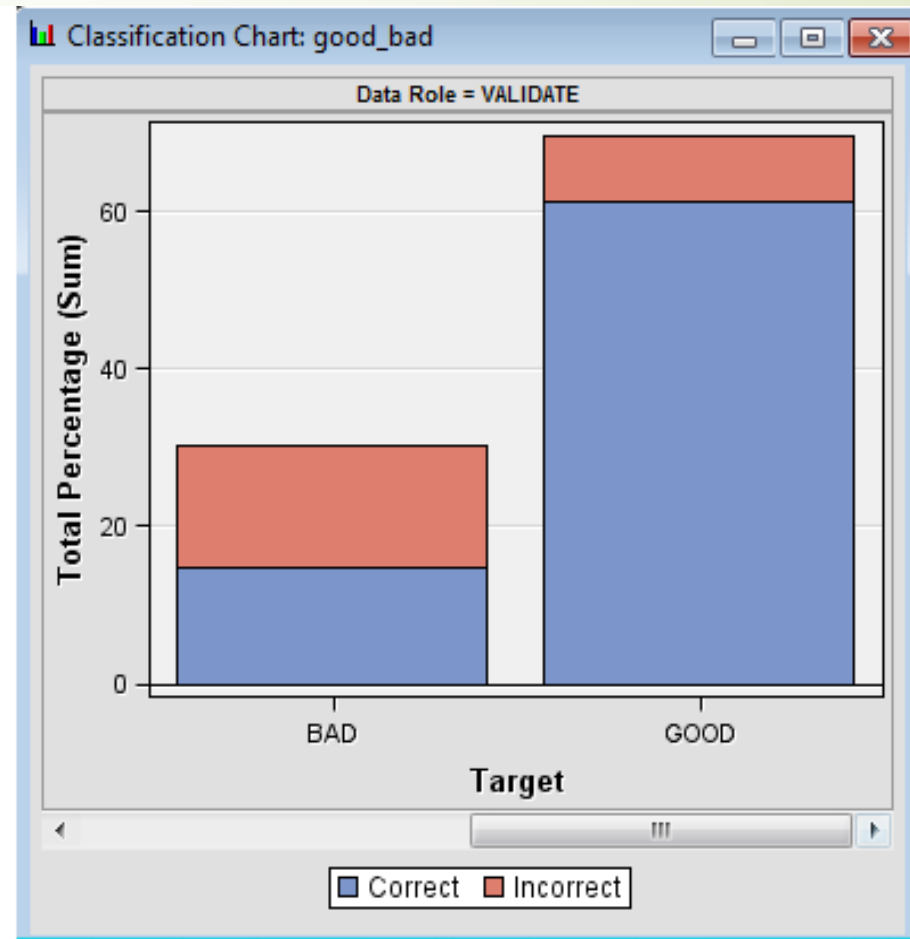 Classification Chart: good_bad
Data Role = VALIDATE
Total Percentage (Sum)
60
40
20
0
BAD GOOD
Target
Correct Incorrect